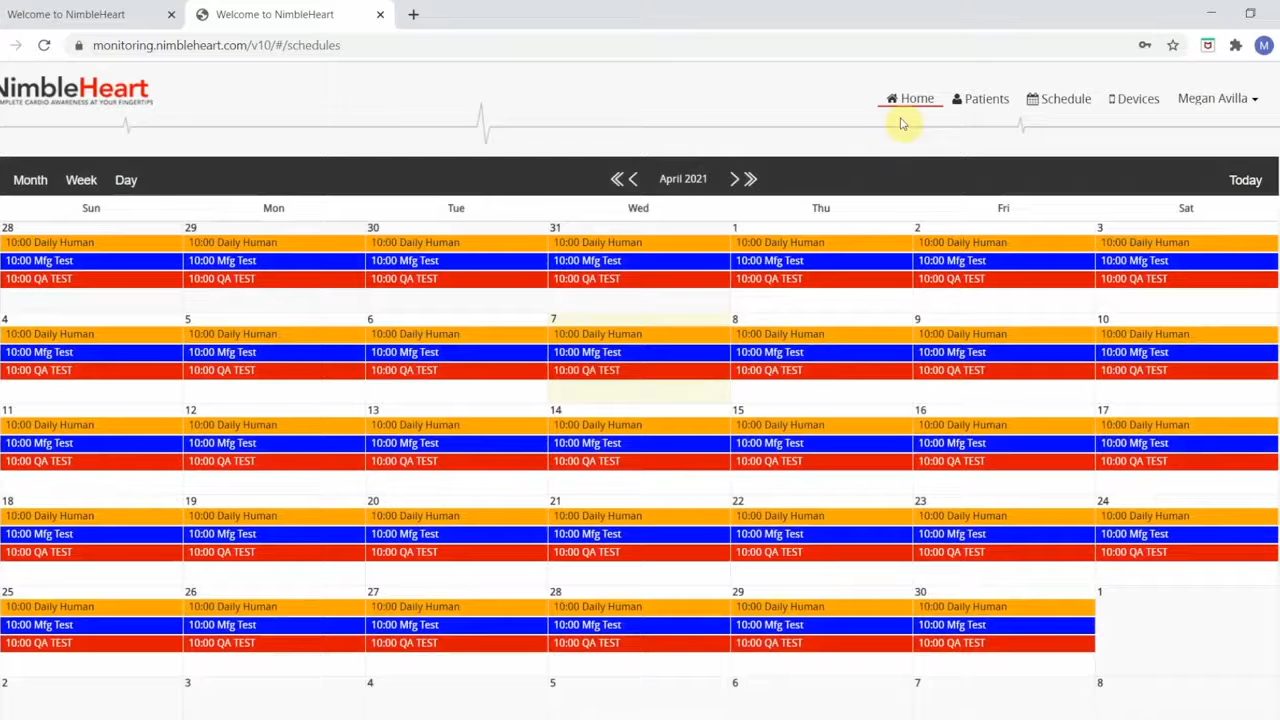 Welcome to NimbleHeart Welcome to NimbleHeart
monitoring.nimbleheart.com/v10/#/schedules M
NimbleHeart
COMPLETE CARDIO AWARENESS AT YOUR FINGERTIPS
Home Patients Schedule Devices Megan Avilla
Month Week Day April 2021 Today
Sun Mon Tue Wed Thu Fri Sat
28 29 30 31 1 2 3
10:00 Daily Human 10:00 Daily Human 10:00 Daily Human 10:00 Daily Human 10:00 Daily Human 10:00 Daily Human 10:00 Daily Human
10:00 Mfg Test 10:00 Mfg Test 10:00 Mfg Test 10:00 Mfg Test 10:00 Mfg Test 10:00 Mfg Test 10:00 Mfg Test
10:00 QA TEST 10:00 QA TEST 10:00 QA TEST 10:00 QA TEST 10:00 QA TEST 10:00 QA TEST 10:00 QA TEST
4 5 6 7 8 9 10
10:00 Daily Human 10:00 Daily Human 10:00 Daily Human 10:00 Daily Human 10:00 Daily Human 10:00 Daily Human 10:00 Daily Human
10:00 Mfg Test 10:00 Mfg Test 10:00 Mfg Test 10:00 Mfg Test 10:00 Mfg Test 10:00 Mfg Test 10:00 Mfg Test
10:00 QA TEST 10:00 QA TEST 10:00 QA TEST 10:00 QA TEST 10:00 QA TEST 10:00 QA TEST 10:00 QA TEST
11 12 13 14 15 16 17
10:00 Daily Human 10:00 Daily Human 10:00 Daily Human 10:00 Daily Human 10:00 Daily Human 10:00 Daily Human 10:00 Daily Human
10:00 Mfg Test 10:00 Mfg Test 10:00 Mfg Test 10:00 Mfg Test 10:00 Mfg Test 10:00 Mfg Test 10:00 Mfg Test
10:00 QA TEST 10:00 QA TEST 10:00 QA TEST 10:00 QA TEST 10:00 QA TEST 10:00 QA TEST 10:00 QA TEST
18 19 20 21 22 23 24
10:00 Daily Human 10:00 Daily Human 10:00 Daily Human 10:00 Daily Human 10:00 Daily Human 10:00 Daily Human 10:00 Daily Human
10:00 Mfg Test 10:00 Mfg Test 10:00 Mfg Test 10:00 Mfg Test 10:00 Mfg Test 10:00 Mfg Test 10:00 Mfg Test
10:00 QA TEST 10:00 QA TEST 10:00 QA TEST 10:00 QA TEST 10:00 QA TEST 10:00 QA TEST 10:00 QA TEST
25 26 27 28 29 30 1
10:00 Daily Human 10:00 Daily Human 10:00 Daily Human 10:00 Daily Human 10:00 Daily Human 10:00 Daily Human
10:00 Mfg Test 10:00 Mfg Test 10:00 Mfg Test 10:00 Mfg Test 10:00 Mfg Test 10:00 Mfg Test
10:00 QA TEST 10:00 QA TEST 10:00 QA TEST 10:00 QA TEST 10:00 QA TEST 10:00 QA TEST
2 3 4 5 6 7 8